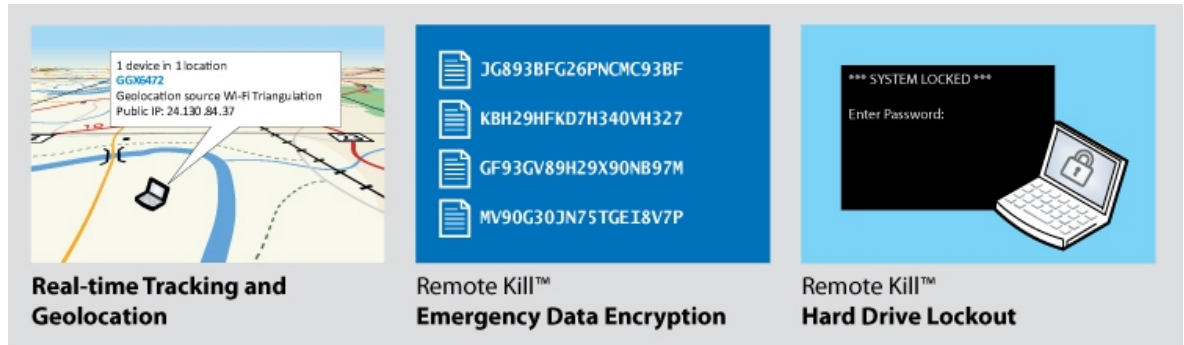 1 device in 1 location
GGX6472
Geolocation source Wi-Fi Triangulation
Public IP: 24.130.84.37
Real-time Tracking and
Geolocation
JG893BFG26PNCMC93BF
KBH29HFKD7H340VH327
GF93GV89H29X90NB97M
MV90G30JN75TGEI8V7P
Remote Kill™
Emergency Data Encryption
*** SYSTEM LOCKED ***
Enter Password:
Remote Kill™
Hard Drive Lockout